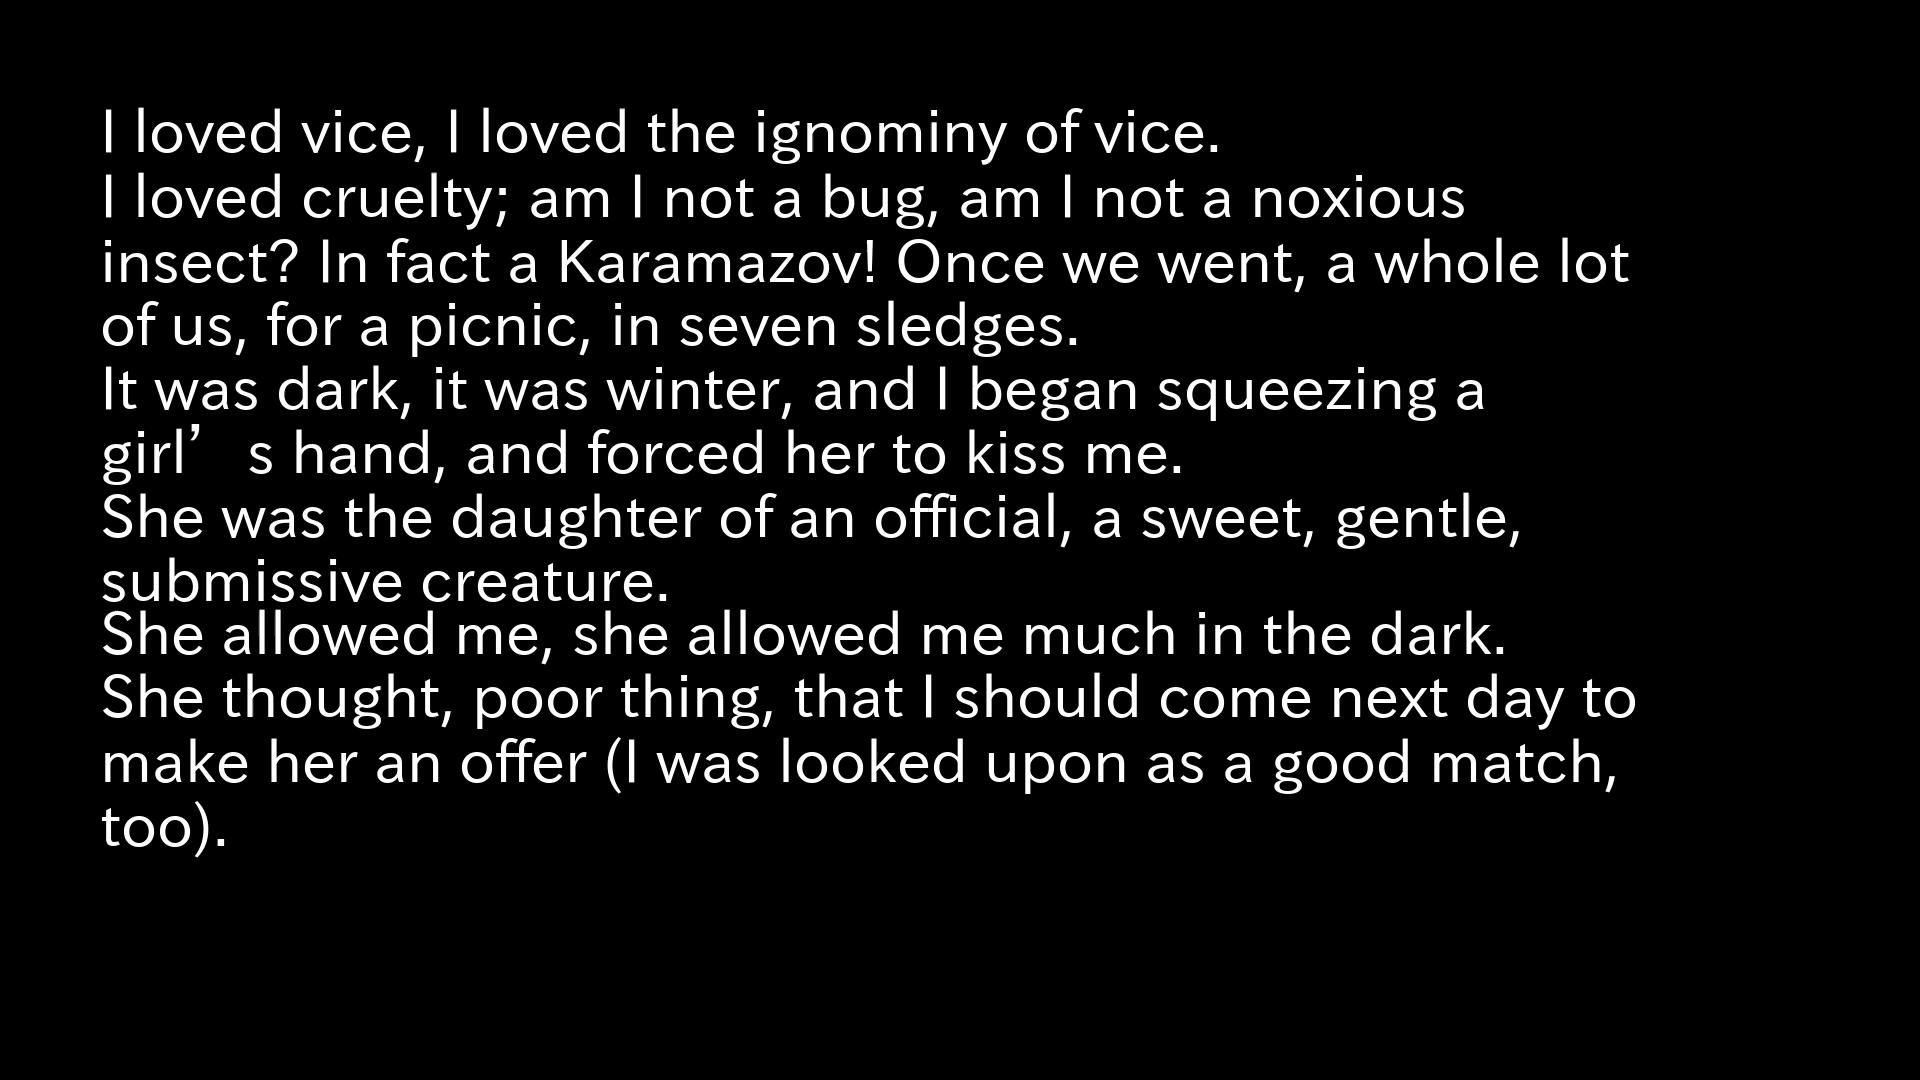 I loved vice, I loved the ignominy of vice.
I loved cruelty; am I not a bug, am I not a noxious
insect? In fact a Karamazov! Once we went, a whole lot
of us, for a picnic, in seven sledges.
It was dark, it was winter, and I began squeezing a
girl’s hand, and forced her to kiss me.
She was the daughter of an official, a sweet, gentle,
submissive creature.
She allowed me, she allowed me much in the dark.
She thought, poor thing, that I should come next day to
make her an offer (I was looked upon as a good match,
too).